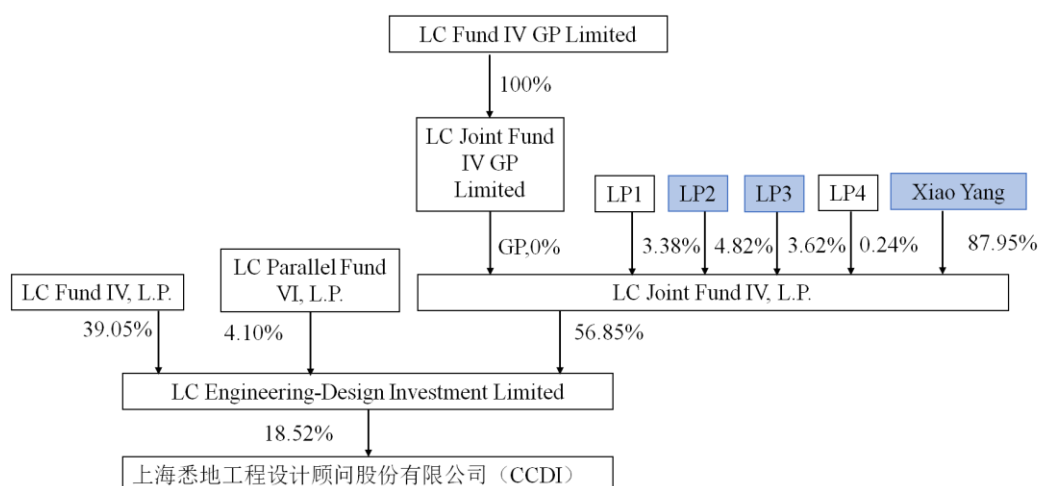 LC Fund IV GP Limited
100%
LC Joint Fund
IV GP
Limited
LP1
LP2
LP3
LP4
Xiao Yang
GP,0%
3.38%
4.82%
3.62%
0.24%
87.95%
LC Fund IV, L.P.
LC Parallel Fund
VI, L.P.
LC Joint Fund IV, L.P.
39.05%
4.10%
56.85%
LC Engineering-Design Investment Limited
18.52%
上海悉地工程设计顾问股份有限公司（CCDI）